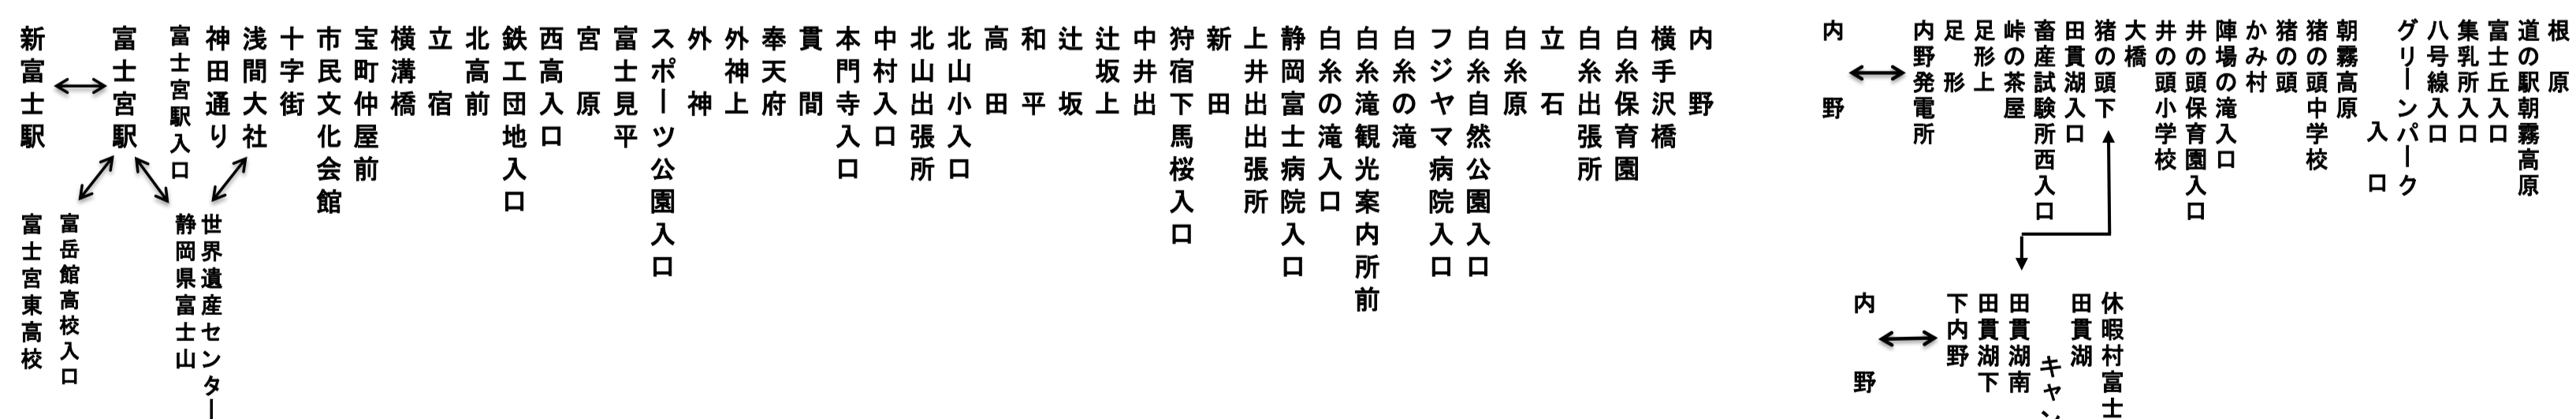 新富士駅
富士宮駅
富士宮駅入口
神田通り
浅間大社
十字街
市民文化会館
宝町仲屋前
横溝橋
立宿
北高前
鉄工団地入口
西高入口
宮原
富士見平
スポーツ公園入口
外神
外神上
奉天府
貫間
本門寺入口
中村入口
北山出張所
北山小入口
高田
和平
辻坂
辻坂上
中井出
狩宿下馬桜入口
新田
上井出出張所
静岡富士病院入口
白糸の滝入口
白糸滝観光案内所前
白糸の滝
フジヤマ病院入口
白糸自然公園入口
白糸原
立石
白糸出張所
白糸保育園
横手沢橋
内野
富士宮東高校
富岳館高校入口
静岡県富士山
世界遺産センター
内野
内野発電所
足形
足形上
峠の茶屋
畜産試験所西入口
田貫湖入口
猪の頭下
大橋
井の頭小学校
井の頭保育園入口
陣場の滝入口
かみ村
猪の頭
猪の頭中学校
朝霧高原
グリーンパーク
入口
八号線入口
集乳所入口
富士丘入口
道の駅朝霧高原
根原
内野
下内野
田貫湖下
田貫湖南
田貫湖
キャン
休暇村富士